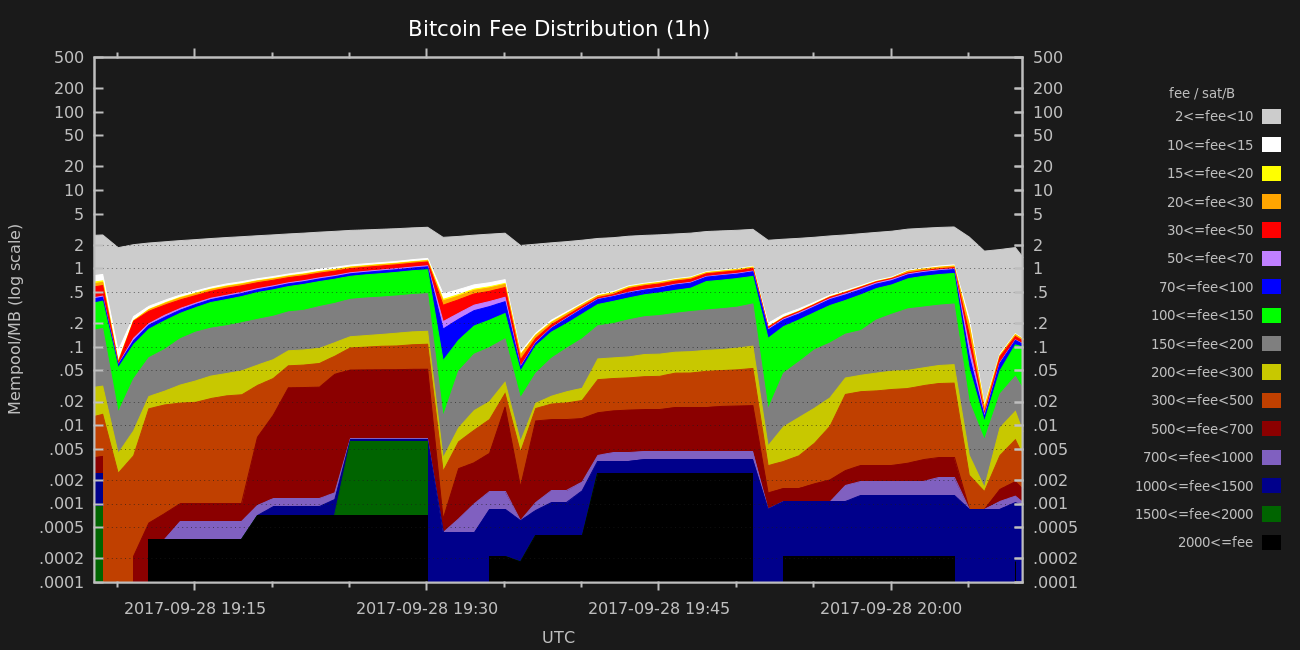 Bitcoin Fee Distribution (1h)
500 500
200 200
100 100
50 50
20 20
10 10
5 5
2 2
1 1
.5 .5
.2 .2
.1 .1
.05 .05
.02 .02
.01 .01
.005 .005
.002 .002
.001 .001
.0005 .0005
.0002 .0002
.0001 .0001
Mempool/MB (log scale)
2017-09-28 19:15 2017-09-28 19:30 2017-09-28 19:45 2017-09-28 20:00
UTC
fee / sat/B
2<=fee<10
10<=fee<15
15<=fee<20
20<=fee<30
30<=fee<50
50<=fee<70
70<=fee<100
100<=fee<150
150<=fee<200
200<=fee<300
300<=fee<500
500<=fee<700
700<=fee<1000
1000<=fee<1500
1500<=fee<2000
2000<=fee